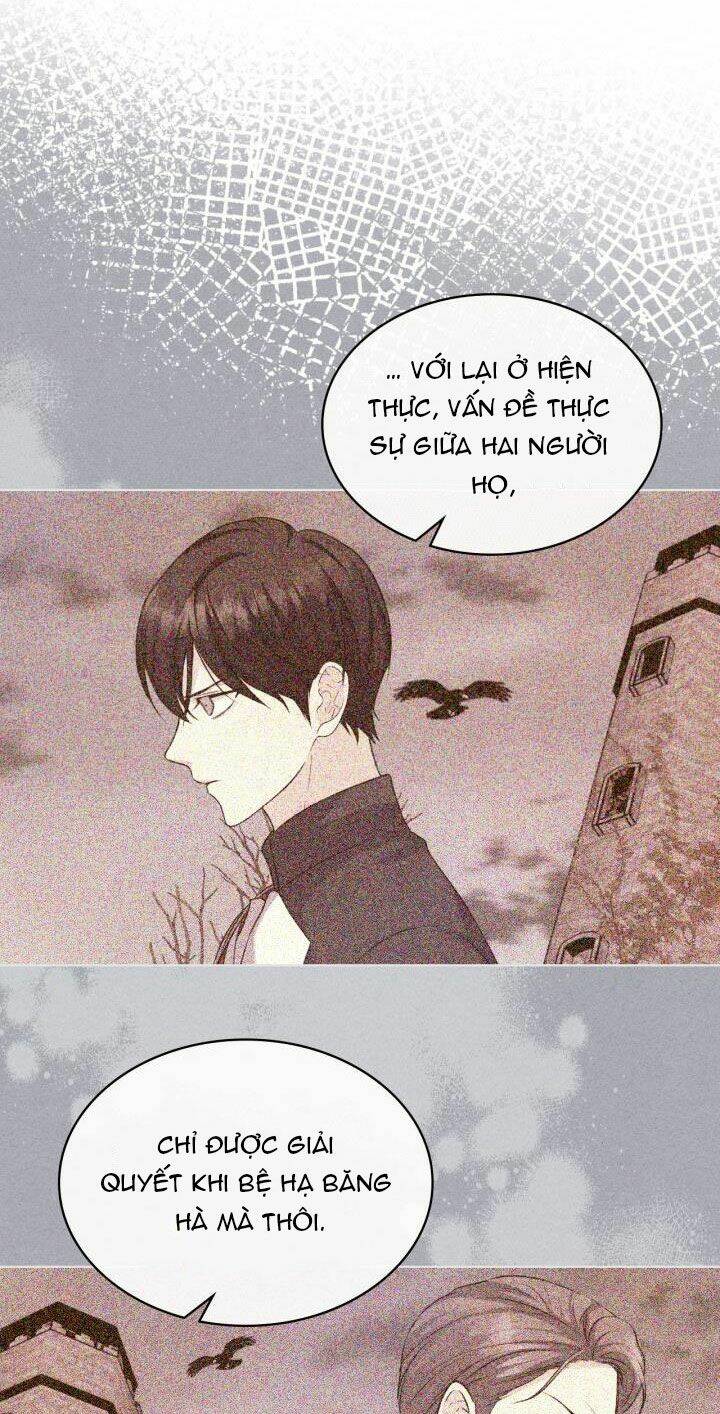 ... VỚI LẠI Ở HIỆN
THỰC, VẤN ĐỀ THỰC
SỰ GIỮA HAI NGƯỜI
HỌ,
CHỈ ĐƯỢC GIẢI
QUYẾT KHI BỆ HẠ BĂNG
HÀ MÀ THÔI.